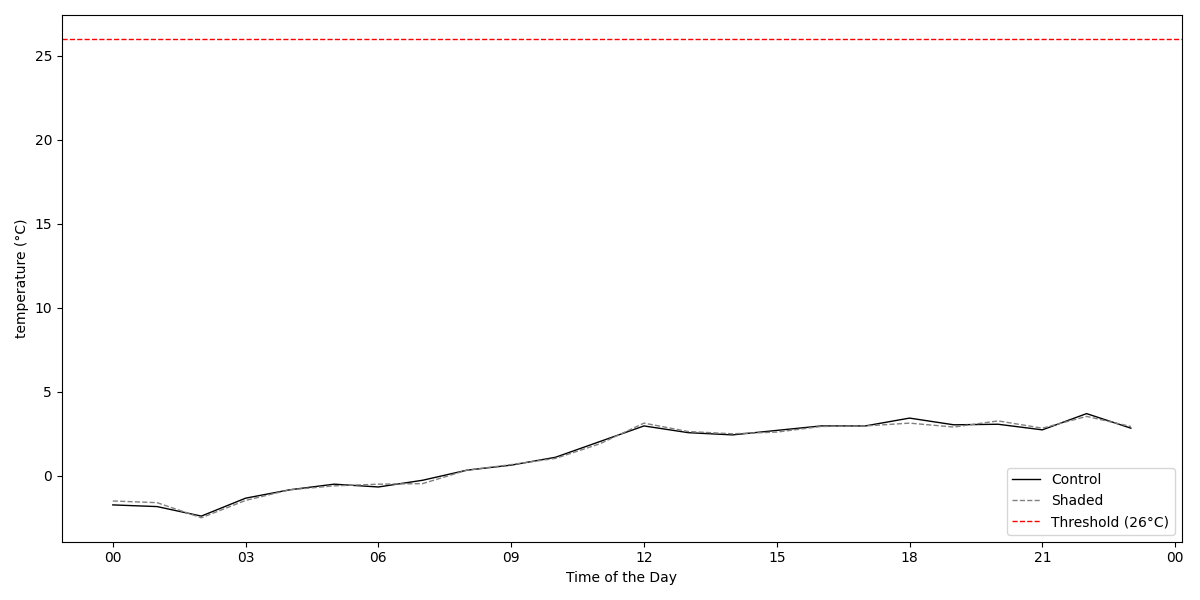 25
20
15
10
5
0
temperature (°C)
00 03 06 09 12 15 18 21 00
Time of the Day
Control
Shaded
Threshold (26°C)